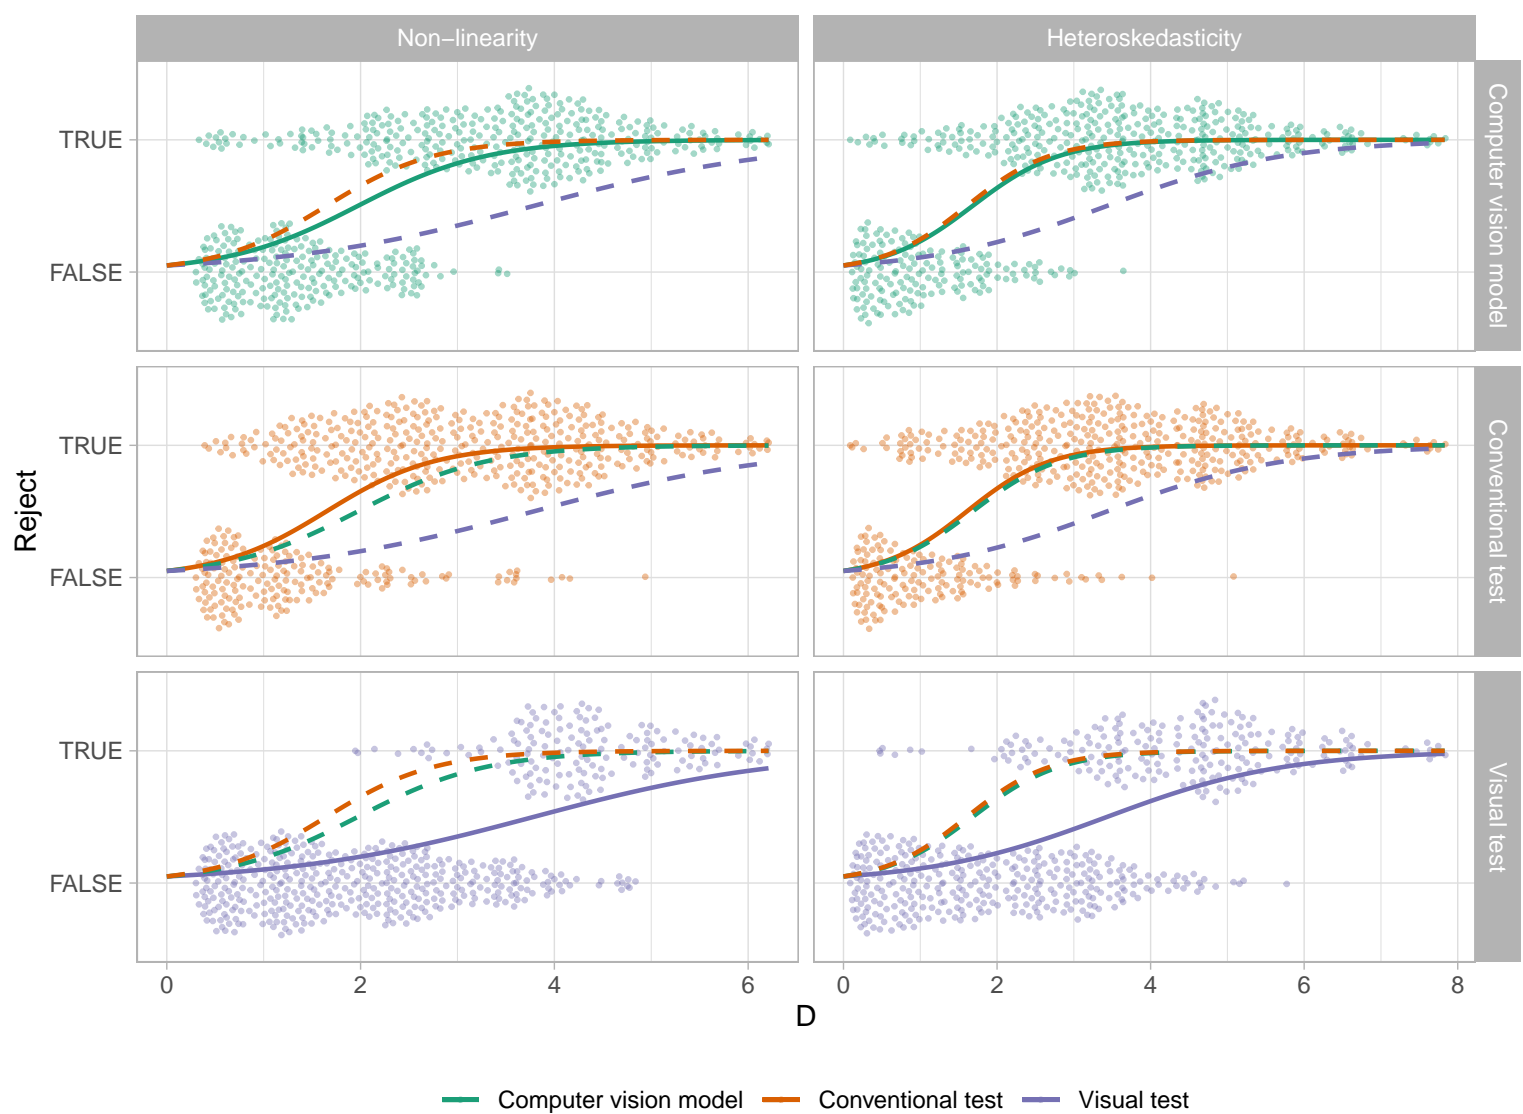 Non−linearity
Heteroskedasticity
TRUE
FALSE
Computer vision model
TRUE
FALSE
Conventional test
TRUE
FALSE
Visual test
Reject
0 2 4 6
0 2 4 6 8
D
Computer vision model Conventional test Visual test